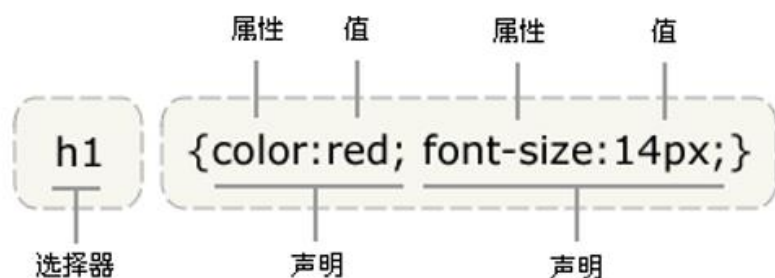 属性 值 属性 值
h1 {color:red; font-size:14px;}
选择器 声明 声明